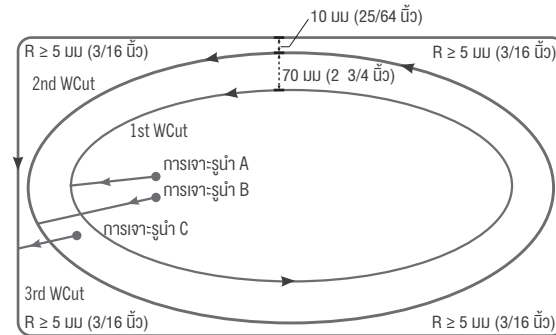 10 มม (25/64 นิ้ว)
R ≥ 5 มม (3/16 นิ้ว)
R ≥ 5 มม (3/16 นิ้ว)
70 มม (2 3/4 นิ้ว)
2nd WCut
1st WCut
การเจาะรูนำ A
การเจาะรูนำ B
การเจาะรูนำ C
3rd WCut
R ≥ 5 มม (3/16 นิ้ว)
R ≥ 5 มม (3/16 นิ้ว)